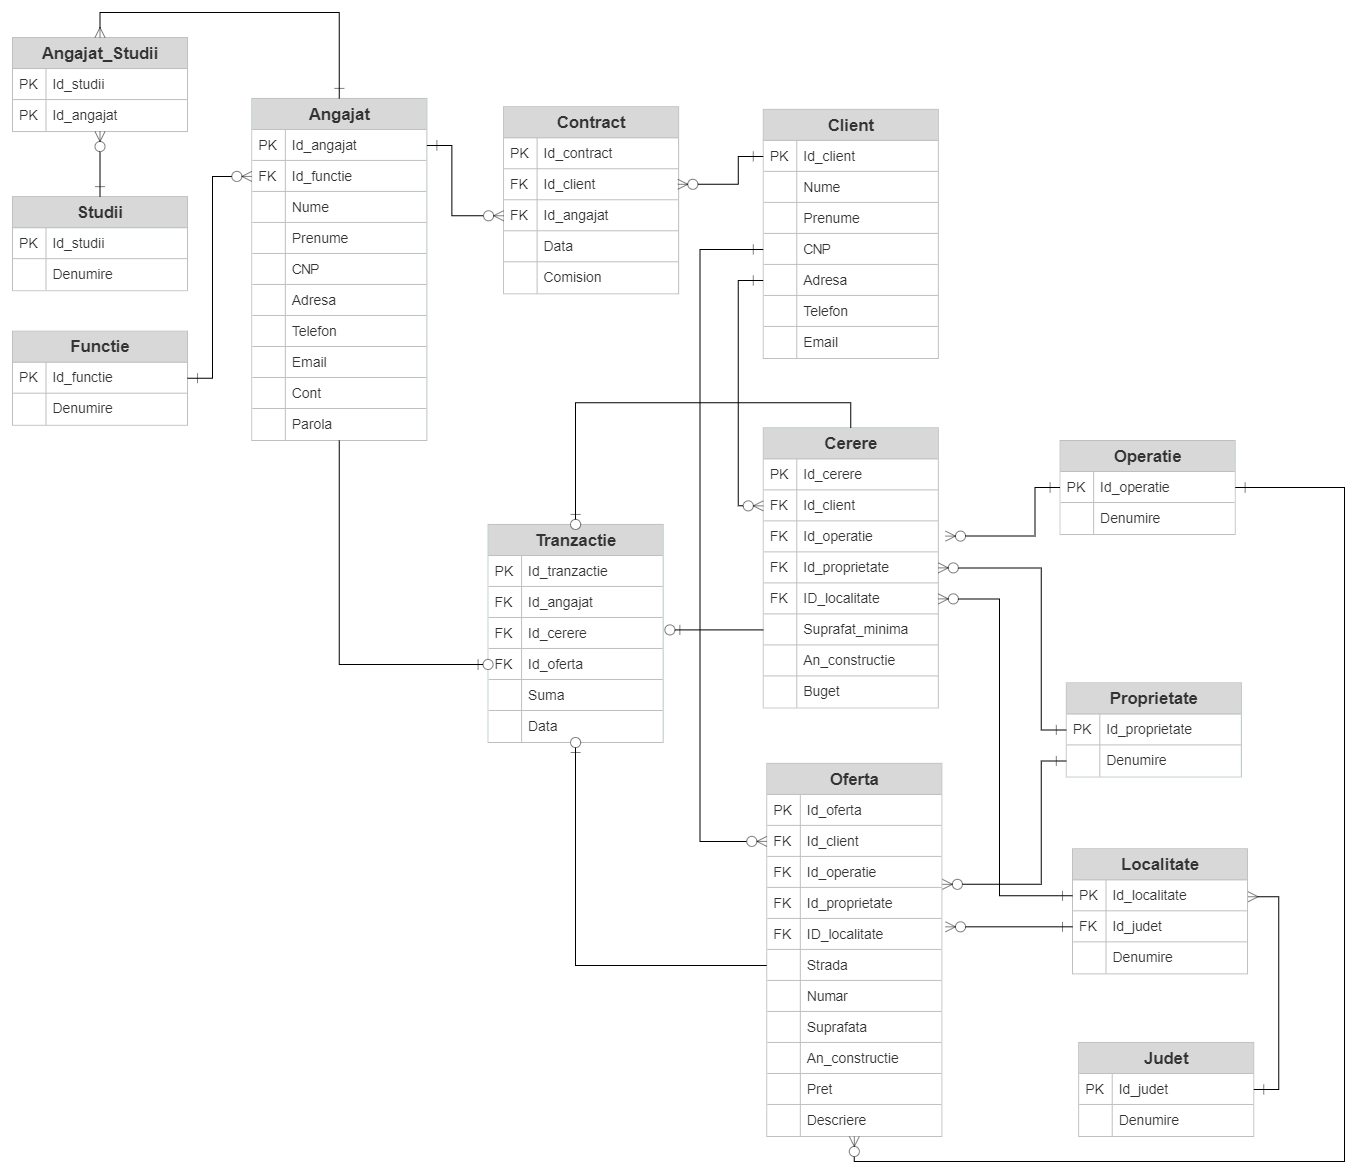 Angajat_Studii
PK Id_studii
PK Id_angajat
Studii
PK Id_studii
Denumire
Functie
PK Id_functie
Denumire
Angajat
PK Id_angajat
FK Id_functie
Nume
Prenume
CNP
Adresa
Telefon
Email
Cont
Parola
Contract
PK Id_contract
FK Id_client
FK Id_angajat
Data
Comision
Client
PK Id_client
Nume
Prenume
CNP
Adresa
Telefon
Email
Tranzactie
PK Id_tranzactie
FK Id_angajat
FK Id_cerere
FK Id_oferta
Suma
Data
Cerere
PK Id_cerere
FK Id_client
FK Id_operatie
FK Id_proprietate
FK ID_localitate
Suprafat_minima
An_constructie
Buget
Operatie
PK Id_operatie
Denumire
Proprietate
PK Id_proprietate
Denumire
Oferta
PK Id_oferta
FK Id_client
FK Id_operatie
FK Id_proprietate
FK ID_localitate
Strada
Numar
Suprafata
An_constructie
Pret
Descriere
Localitate
PK Id_localitate
FK Id_judet
Denumire
Judet
PK Id_judet
Denumire